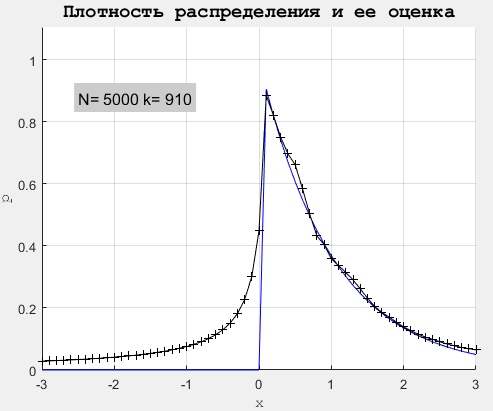 Плотность распределения и ее оценка
1
N= 5000 k= 910
0.8
0.6
p
0.4
0.2
0
-3 -2 -1 0 1 2 3
x